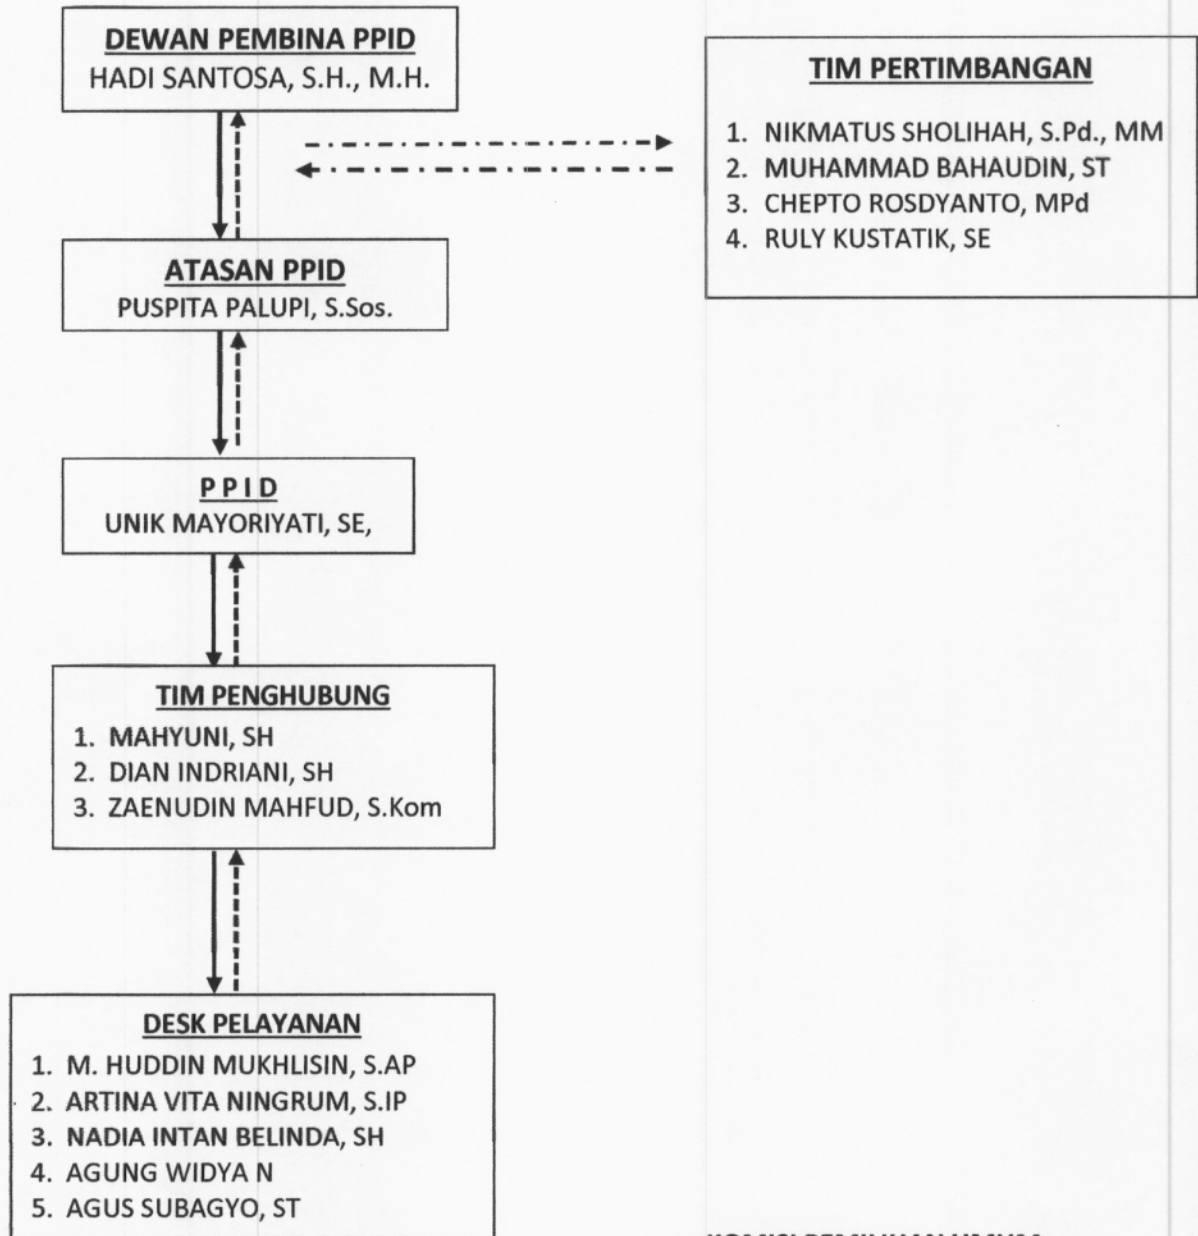 DEWAN PEMBINA PPID
HADI SANTOSA, S.H., M.H.
TIM PERTIMBANGAN
1. NIKMATUS SHOLIHAH, S.Pd., MM
2. MUHAMMAD BAHAUDIN, ST
3. CHEPTO ROSDYANTO, MPd
4. RULY KUSTATIK, SE
ATASAN PPID
PUSPITA PALUPI, S.Sos.
P P I D
UNIK MAYORIYATI, SE,
TIM PENGHUBUNG
1. MAHYUNI, SH
2. DIAN INDRIANI, SH
3. ZAENUDIN MAHFUD, S.Kom
DESK PELAYANAN
1. M. HUDDIN MUKHLISIN, S.AP
2. ARTINA VITA NINGRUM, S.IP
3. NADIA INTAN BELINDA, SH
4. AGUNG WIDYA N
5. AGUS SUBAGYO, ST